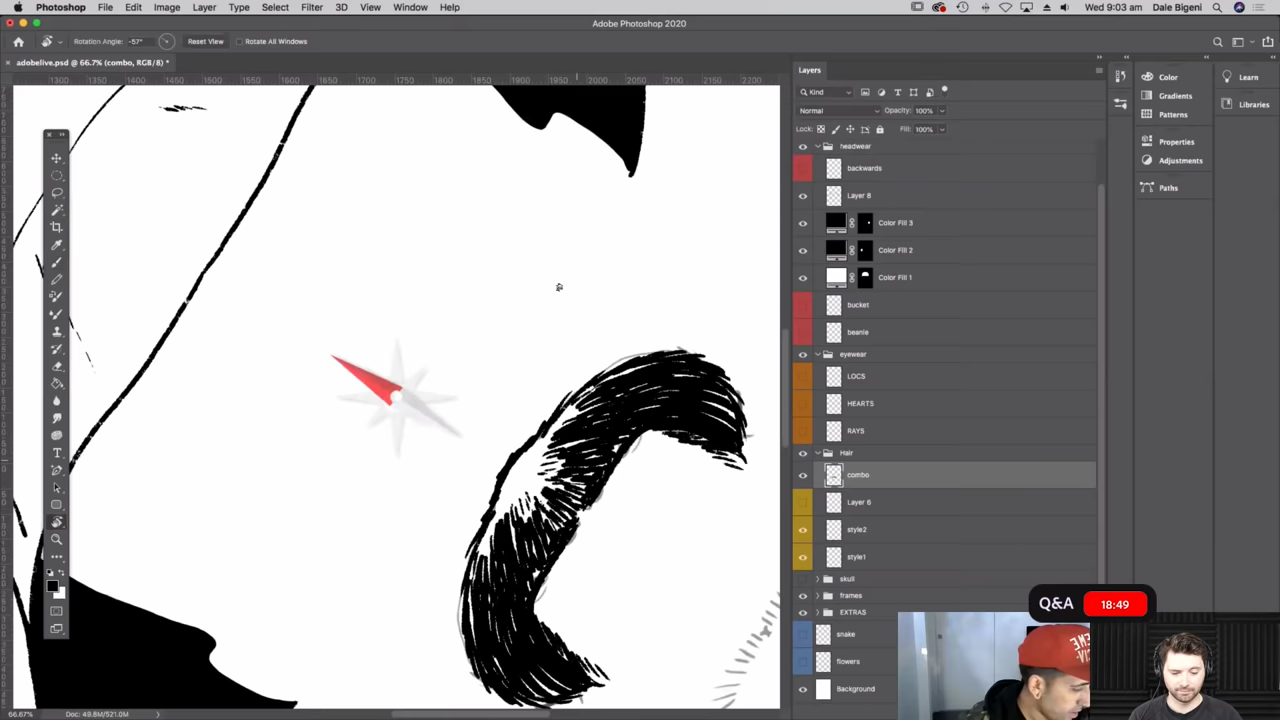 Photoshop File Edit Image Layer Type Select Filter 3D View Window Help
Wed 9:03 am Dale Bigeni
Adobe Photoshop 2020
Rotation Angle: -57° Reset View Rotate All Windows
adobelive.psd @ 66.7% (combo, RGB/8) *
1300 1350 1400 1450 1500 1550 1600 1650 1700 1750 1800 1850 1900 1950 2000 2050 2100 2150 2200
Layers
Kind
Normal Opacity: 100%
Lock: Fill: 100%
headwear
backwards
Layer 8
Color Fill 3
Color Fill 2
Color Fill 1
bucket
beanie
eyewear
LOCS
HEARTS
RAYS
Hair
combo
Layer 6
style2
style1
skull
frames
EXTRAS
snake
flowers
Background
Color
Gradients
Patterns
Properties
Adjustments
Paths
Learn
Libraries
Q&A 18:49
66.67% Doc: 49.8M/521.0M